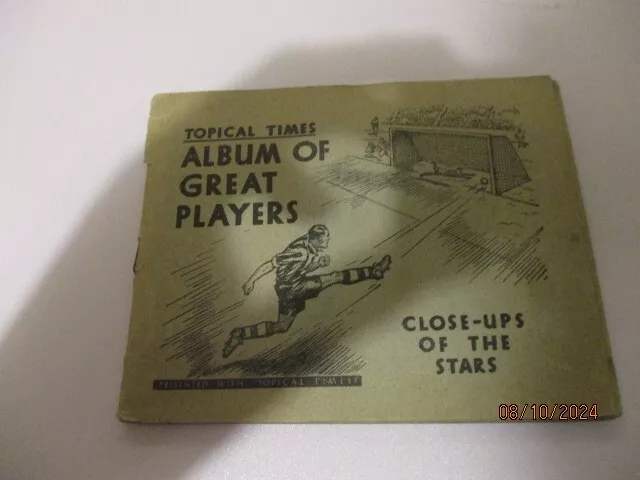 TOPICAL TIMES
ALBUM OF
GREAT
PLAYERS
CLOSE-UPS
OF THE
STARS
PRESENTED WITH "TOPICAL TIMES"
08/10/2024